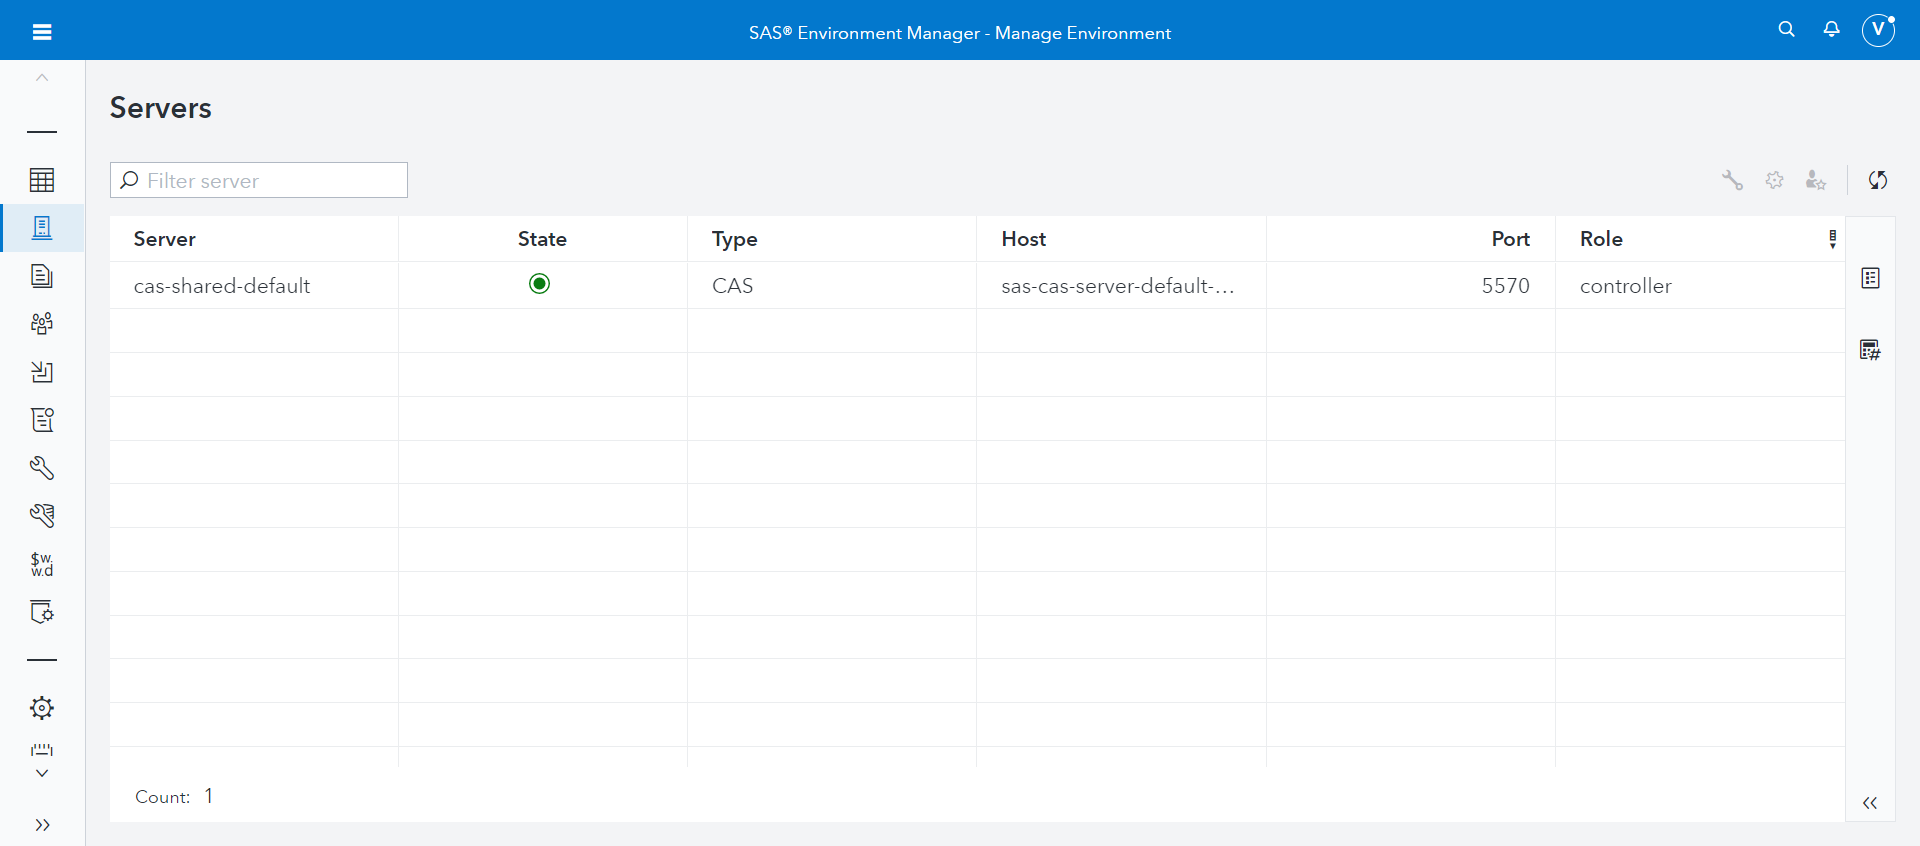 SAS® Environment Manager - Manage Environment
V
Servers
Filter server
Server State Type Host Port Role
cas-shared-default CAS sas-cas-server-default-... 5570 controller
$w.
w.d
Count: 1